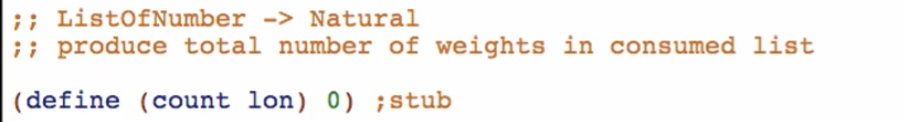 ;; ListOfNumber -> Natural
;; produce total number of weights in consumed list
(define (count lon) 0) ;stub